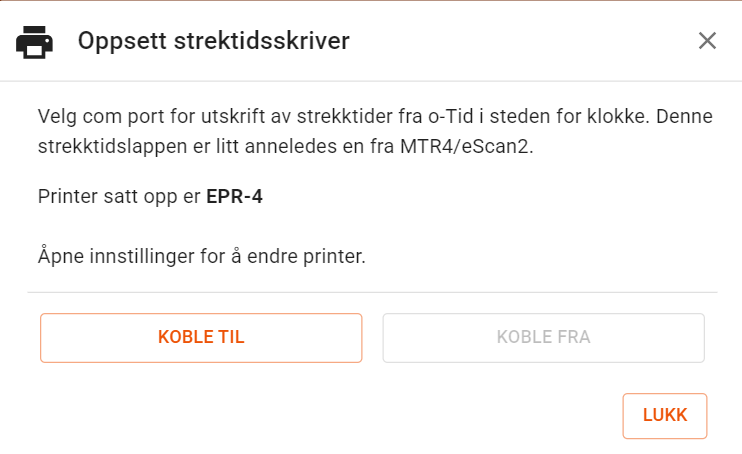 Oppsett strektidsskriver
Velg com port for utskrift av strekktider fra o-Tid i steden for klokke. Denne
strekktidslappen er litt anneledes en fra MTR4/eScan2.
Printer satt opp er EPR-4
Åpne innstillinger for å endre printer.
KOBLE TIL
KOBLE FRA
LUKK